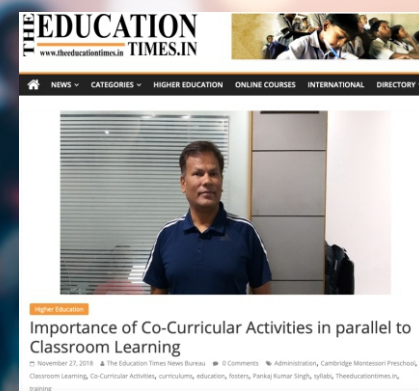 THE EDUCATION
www.theeducationtimes.in TIMES.IN
NEWS CATEGORIES HIGHER EDUCATION ONLINE COURSES INTERNATIONAL DIRECTORY
Higher Education
Importance of Co-Curricular Activities in parallel to
Classroom Learning
November 27, 2018 The Education Times News Bureau 0 Comments Administration, Cambridge Montessori Preschool,
Classroom Learning, Co-Curricular Activities, curriculums, education, fosters, Pankaj Kumar Singh, syllabi, Theeducationtimes.in,
training